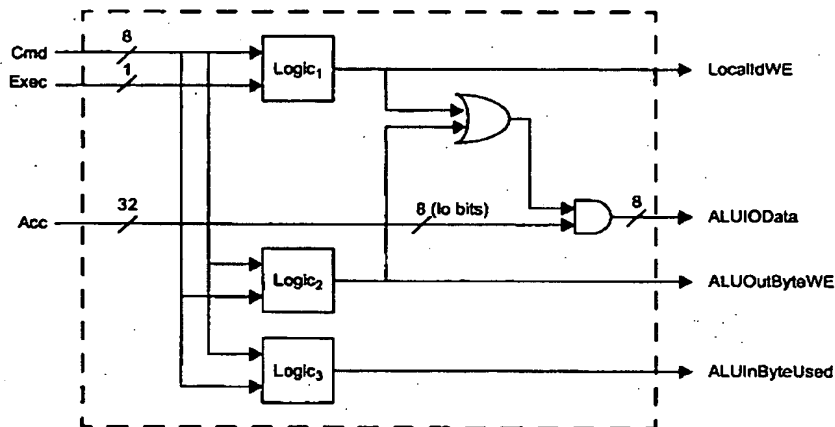 8
Cmd
1
Exec
Logic1
LocalIdWE
32
Acc
8 (lo bits)
8
ALUIOData
Logic2
ALUOutByteWE
Logic3
ALUInByteUsed